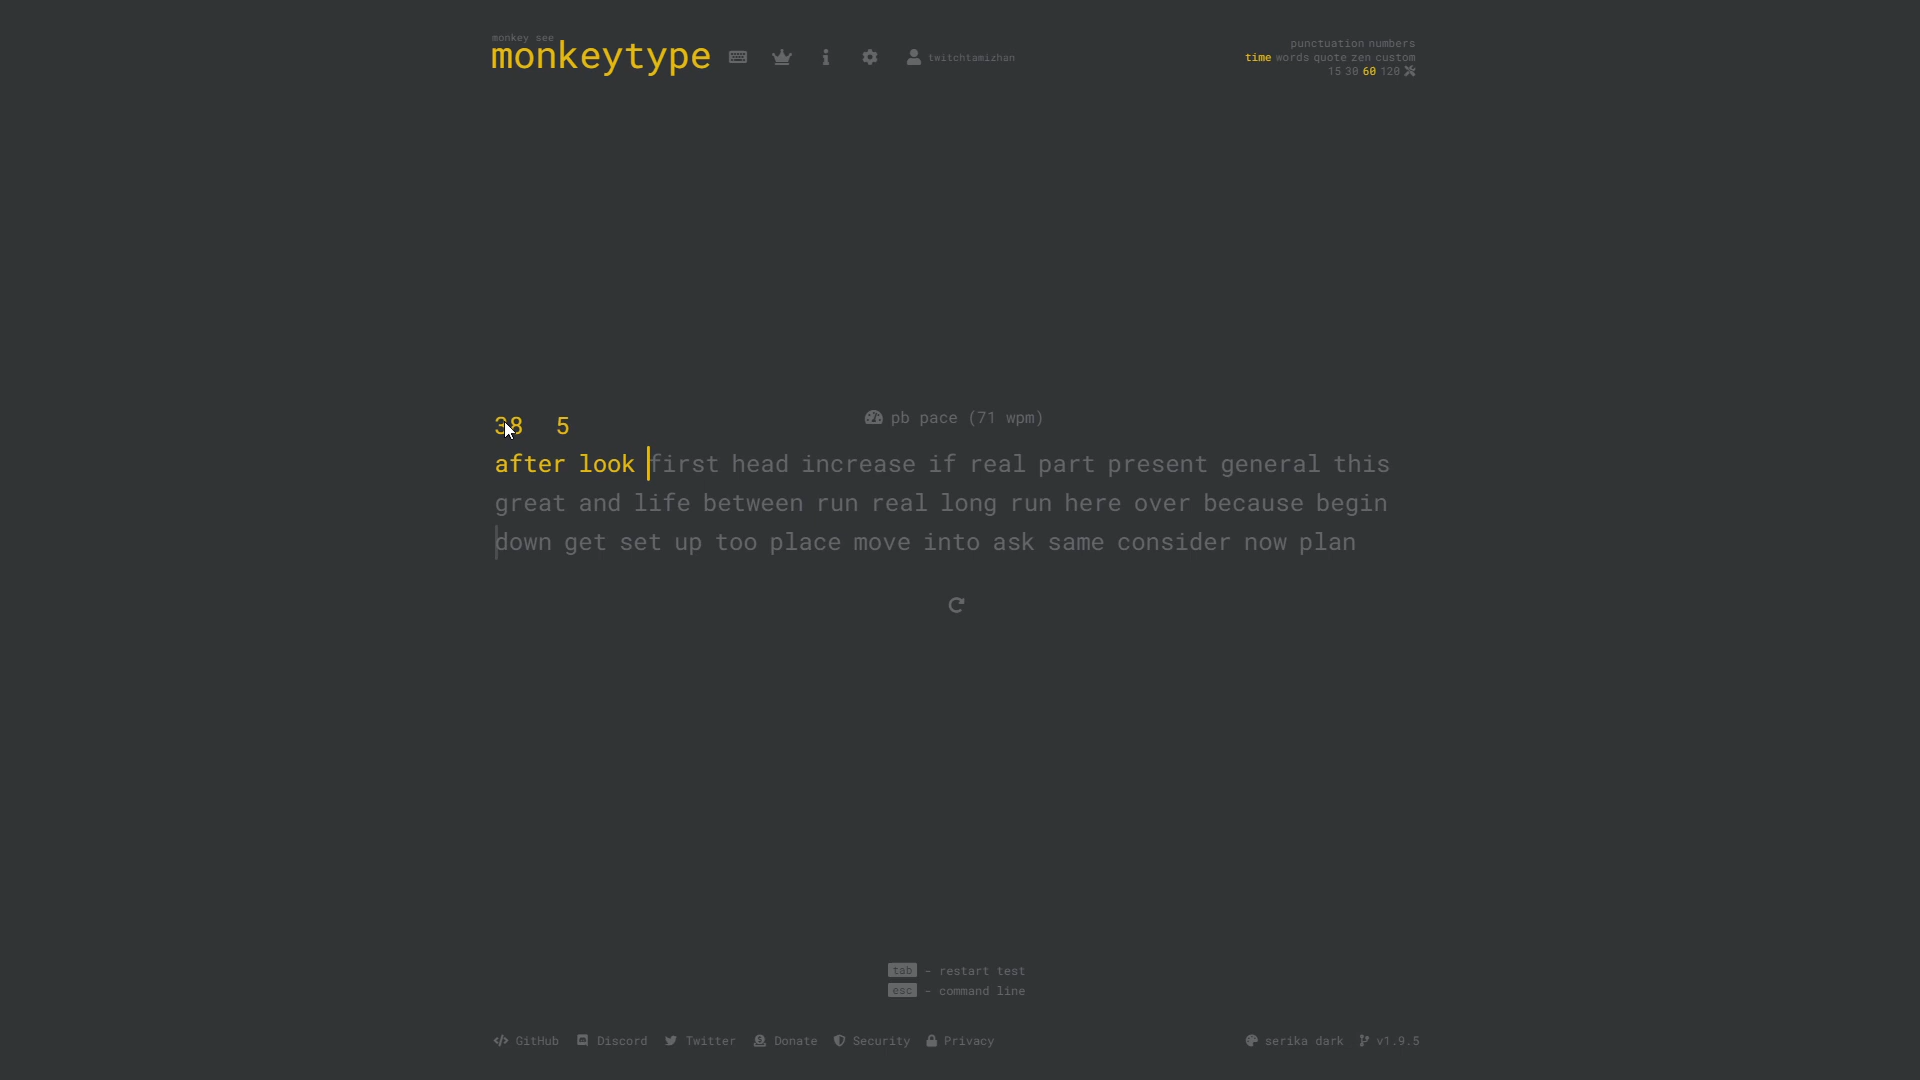 monkey see
monkeytype
twitchtamizhan
punctuation numbers
time words quote zen custom
15 30 60 120
38 5
pb pace (71 wpm)
after look first head increase if real part present general this
great and life between run real long run here over because begin
down get set up too place move into ask same consider now plan
tab - restart test
esc - command line
GitHub Discord Twitter Donate Security Privacy
serika dark v1.9.5